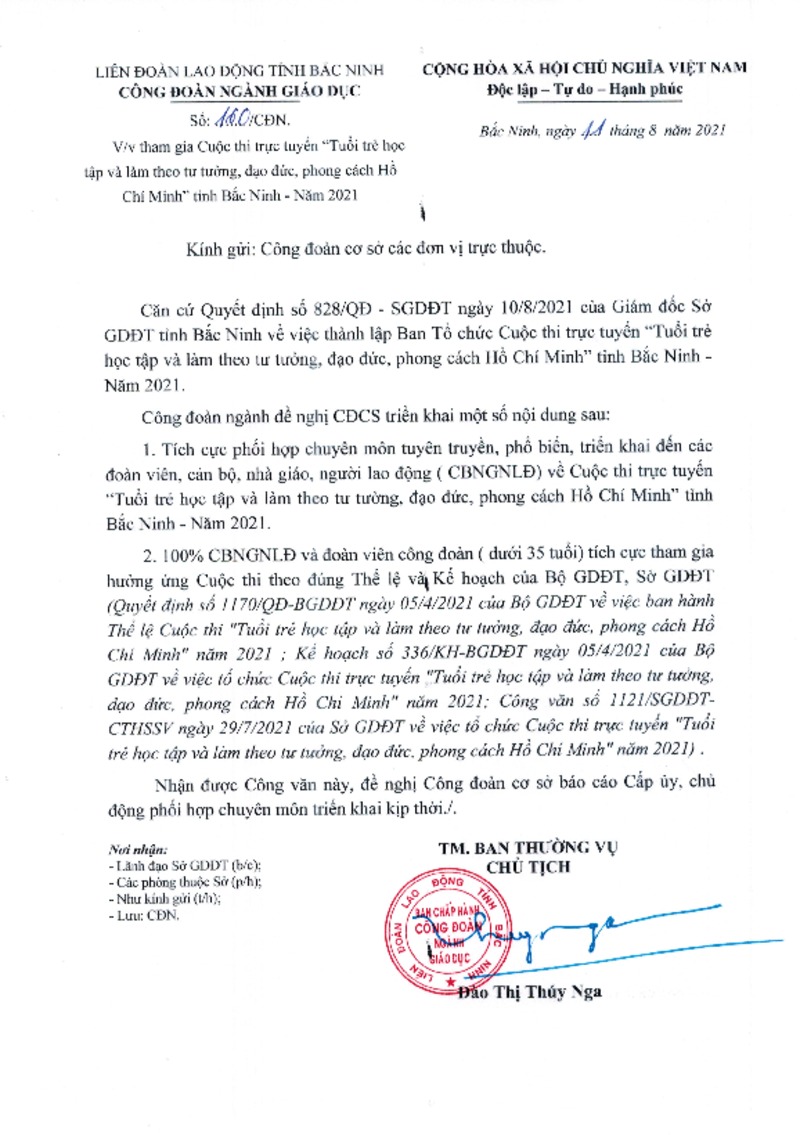 LIÊN ĐOÀN LAO DỘNG TỈNH BẮC NINH
CÔNG ĐOÀN NGÀNH GIÁO DỤC
Số: 160/CĐN.
V/v tham gia Cuộc thi trực tuyến “Tuổi trẻ học
tập và làm theo tư tưởng, đạo đức, phong cách Hồ
Chí Minh” tỉnh Bắc Ninh - Năm 2021
CỘNG HÒA XÃ HỘI CHỦ NGHĨA VIỆT NAM
Độc lập – Tự do – Hạnh phúc
Bắc Ninh, ngày 11 tháng 8 năm 2021
Kính gửi: Công đoàn cơ sở các đơn vị trực thuộc.
Căn cứ Quyết định số 828/QĐ - SGDĐT ngày 10/8/2021 của Giám đốc Sở
GDĐT tỉnh Bắc Ninh về việc thành lập Ban Tổ chức Cuộc thi trực tuyến “Tuổi trẻ
học tập và làm theo tư tưởng, đạo đức, phong cách Hồ Chí Minh” tỉnh Bắc Ninh -
Năm 2021.
Công đoàn ngành đề nghị CĐCS triển khai một số nội dung sau:
1. Tích cực phối hợp chuyên môn tuyên truyền, phổ biến, triển khai đến các
đoàn viên, cán bộ, nhà giáo, người lao động ( CBNGNLĐ) về Cuộc thi trực tuyến
“Tuổi trẻ học tập và làm theo tư tưởng, đạo đức, phong cách Hồ Chí Minh” tỉnh
Bắc Ninh - Năm 2021.
2. 100% CBNGNLĐ và đoàn viên công đoàn ( dưới 35 tuổi) tích cực tham gia
hưởng ứng Cuộc thi theo đúng Thể lệ và Kế hoạch của Bộ GDĐT, Sở GDĐT
(Quyết định số 1170/QĐ-BGDĐT ngày 05/4/2021 của Bộ GDĐT về việc ban hành
Thể lệ Cuộc thi "Tuổi trẻ học tập và làm theo tư tưởng, đạo đức, phong cách Hồ
Chí Minh" năm 2021 ; Kế hoạch số 336/KH-BGDĐT ngày 05/4/2021 của Bộ
GDĐT về việc tổ chức Cuộc thi trực tuyến "Tuổi trẻ học tập và làm theo tư tưởng,
đạo đức, phong cách Hồ Chí Minh" năm 2021; Công văn số 1121/SGDĐT-
CTHSSV ngày 29/7/2021 của Sở GDĐT về việc tổ chức Cuộc thi trực tuyến "Tuổi
trẻ học tập và làm theo tư tưởng, đạo đức, phong cách Hồ Chí Minh" năm 2021) .
Nhận được Công văn này, đề nghị Công đoàn cơ sở báo cáo Cấp ủy, chủ
động phối hợp chuyên môn triển khai kịp thời./.
Nơi nhận:
- Lãnh đạo Sở GDĐT (b/c);
- Các phòng thuộc Sở (p/h);
- Như kính gửi (t/h);
- Lưu: CĐN.
TM. BAN THƯỜNG VỤ
CHỦ TỊCH
LIÊN ĐOÀN LAO ĐỘNG TỈNH BẮC NINH
BAN CHẤP HÀNH
CÔNG ĐOÀN
NGÀNH
GIÁO DỤC
Đào Thị Thúy Nga